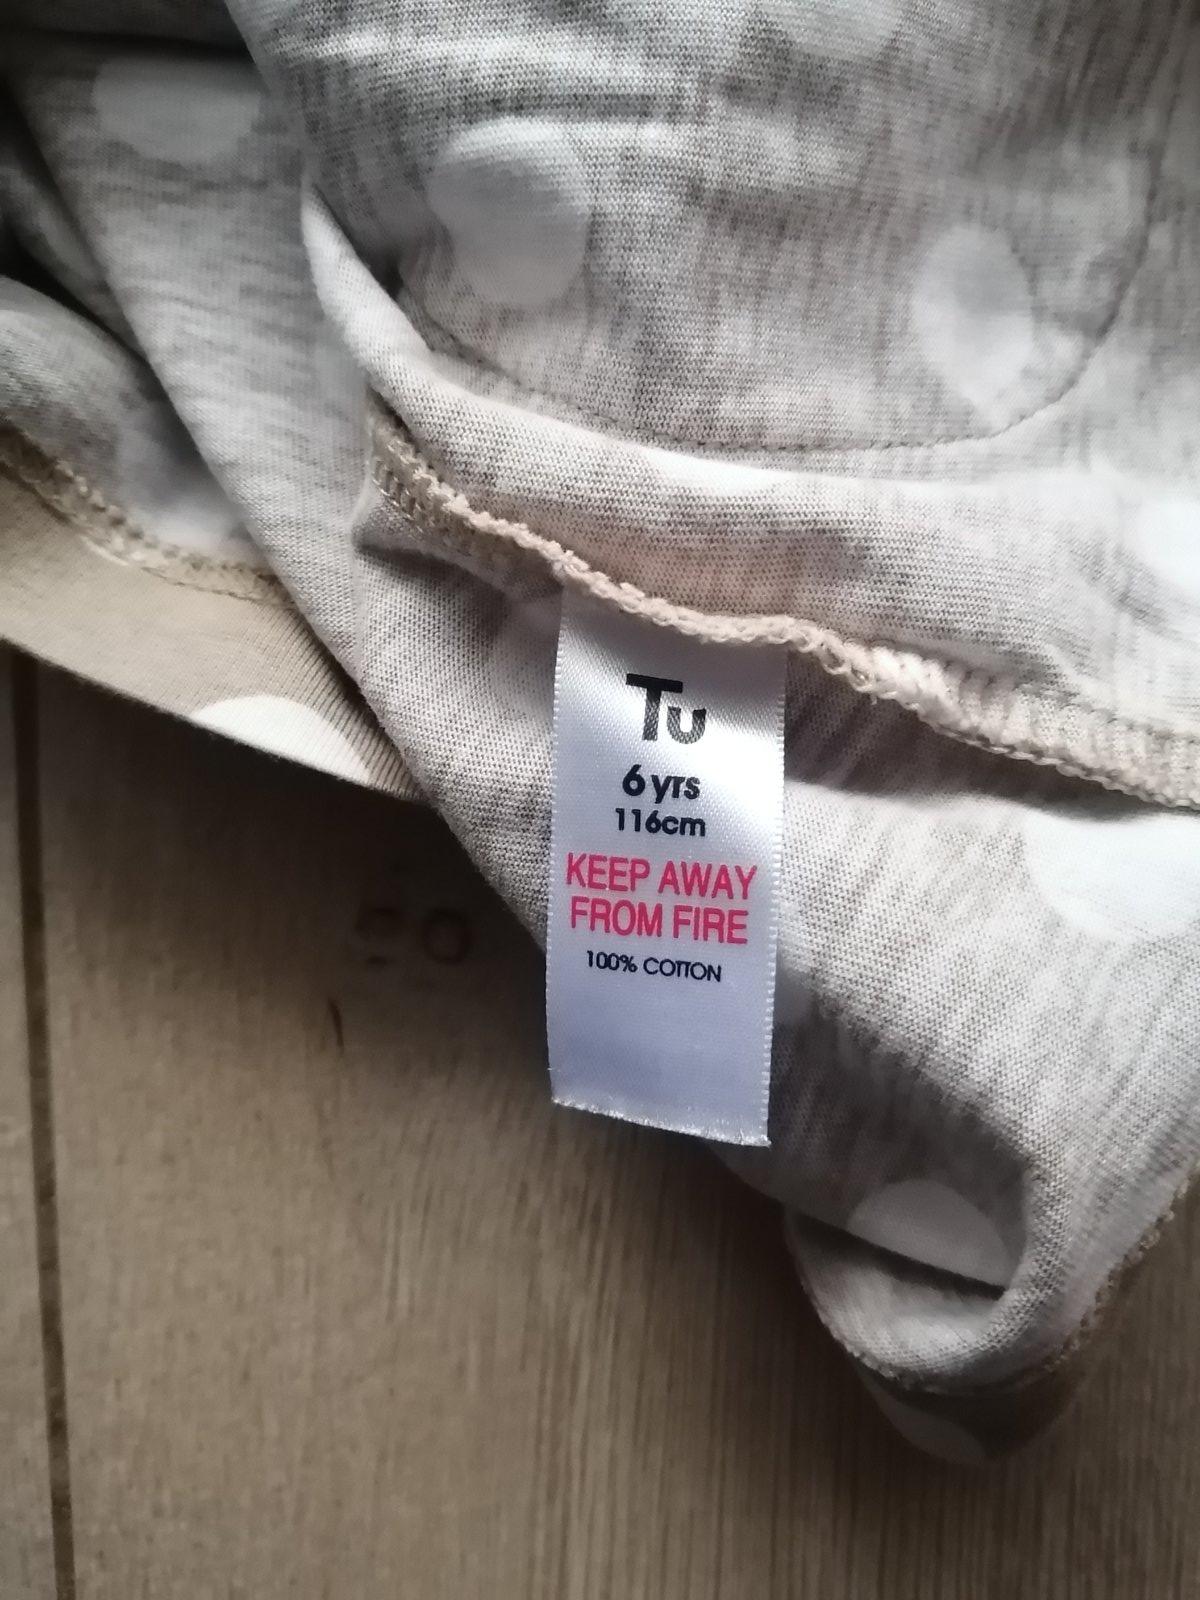 Tu
6 yrs
116cm
KEEP AWAY
FROM FIRE
100% COTTON